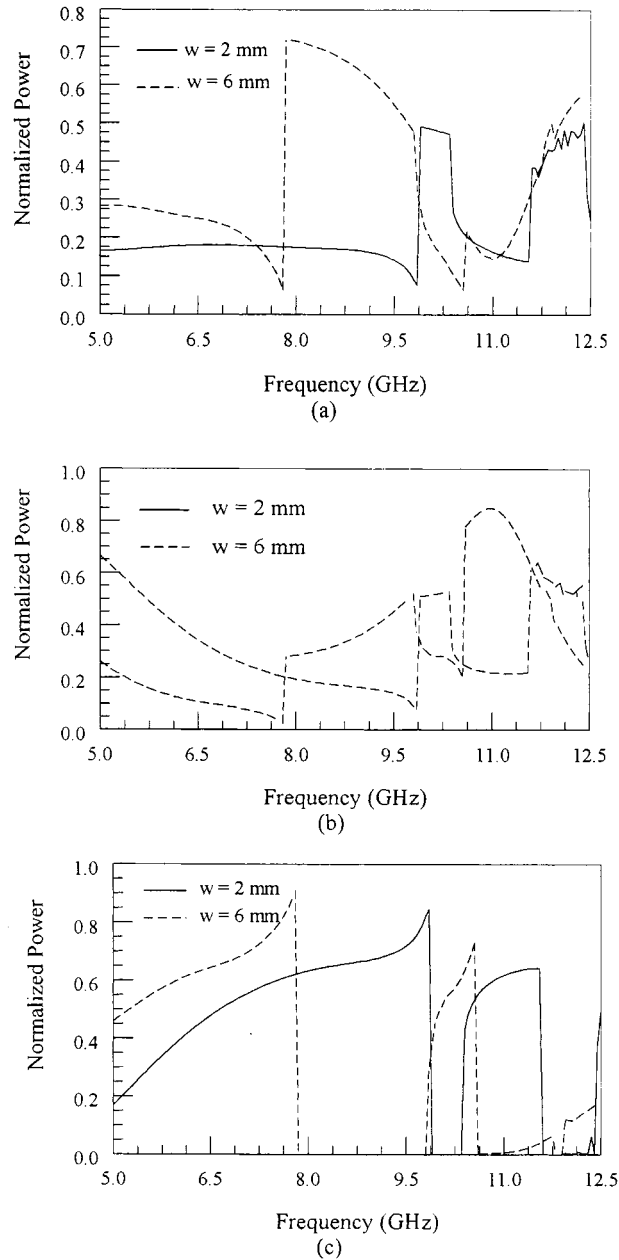 0.8
0.7
0.6
0.5
0.4
0.3
0.2
0.1
0.0
Normalized Power
w = 2 mm
w = 6 mm
5.0 6.5 8.0 9.5 11.0 12.5
Frequency (GHz)
(a)
1.0
0.8
0.6
0.4
0.2
0.0
Normalized Power
w = 2 mm
w = 6 mm
5.0 6.5 8.0 9.5 11.0 12.5
Frequency (GHz)
(b)
1.0
0.8
0.6
0.4
0.2
0.0
Normalized Power
w = 2 mm
w = 6 mm
5.0 6.5 8.0 9.5 11.0 12.5
Frequency (GHz)
(c)